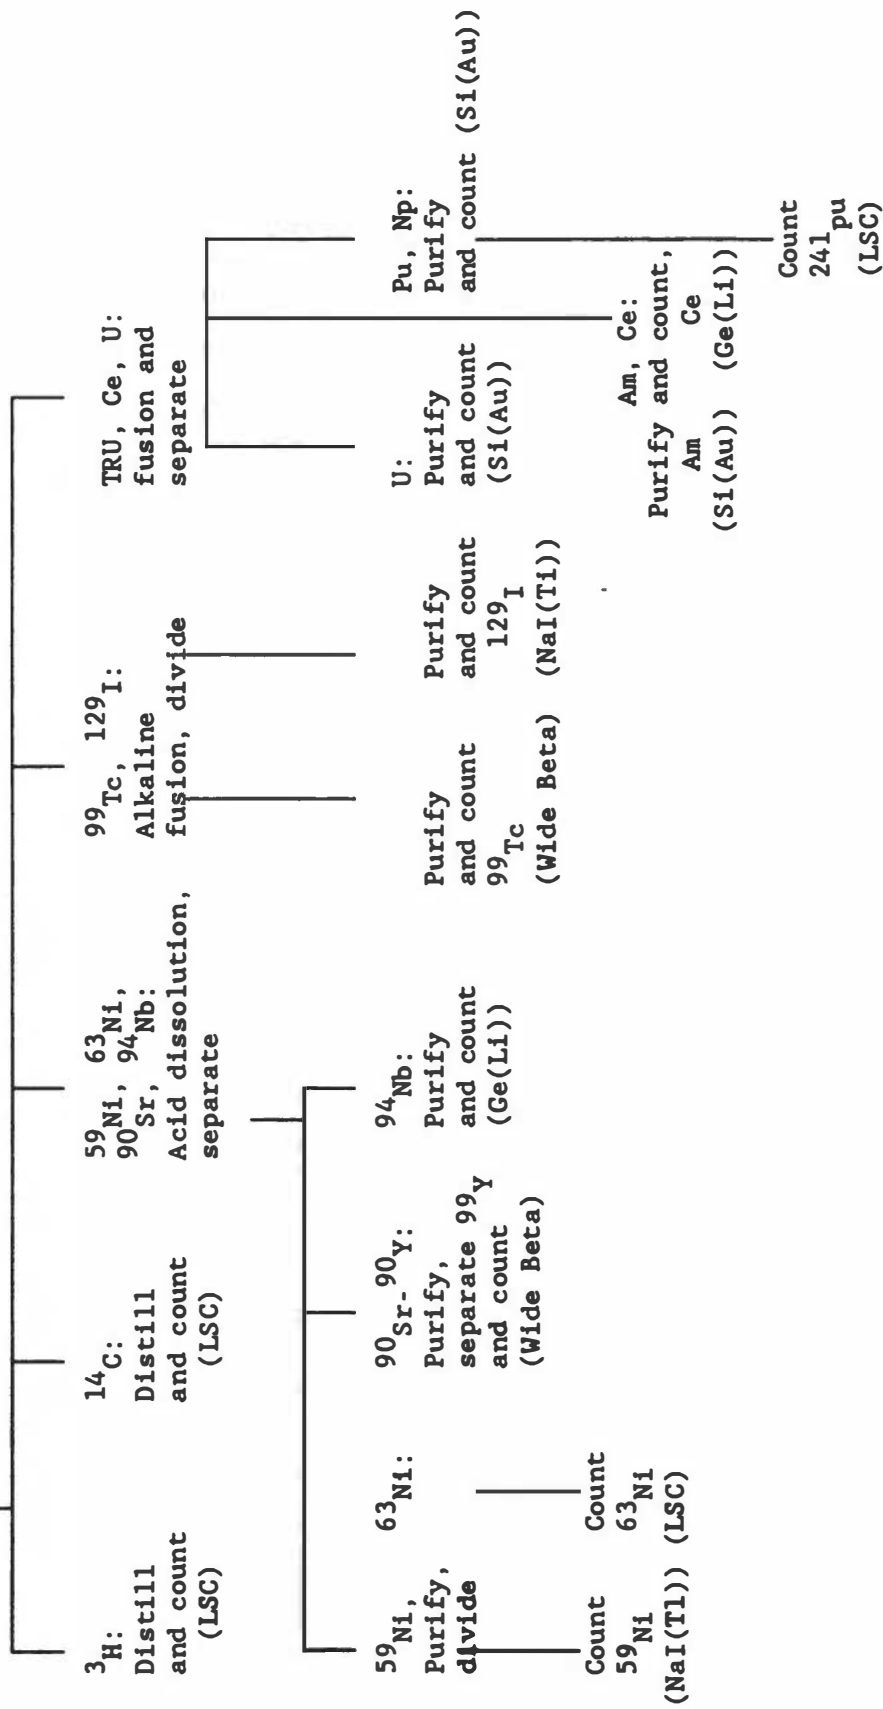 ³H:
Distill
and count
(LSC)
¹⁴C:
Distill
and count
(LSC)
⁵⁹Ni, ⁶³Ni,
⁹⁰Sr, ⁹⁴Nb:
Acid dissolution,
separate
⁹⁹Tc, ¹²⁹I:
Alkaline
fusion, divide
TRU, Ce, U:
fusion and
separate
⁵⁹Ni, ⁶³Ni:
Purify,
divide
⁹⁰Sr-⁹⁰Y:
Purify,
separate ⁹⁹Y
and count
(Wide Beta)
⁹⁴Nb:
Purify
and count
(Ge(Li))
Purify
and count
⁹⁹Tc
(Wide Beta)
Purify
and count
¹²⁹I
(NaI(Ti))
U:
Purify
and count
(Si(Au))
Pu, Np:
Purify
and count (Si(Au))
Count
⁵⁹Ni
(NaI(Tl))
Count
⁶³Ni
(LSC)
Am, Ce:
Purify and count,
Am Ce
(Si(Au)) (Ge(Li))
Count
²⁴¹pu
(LSC)